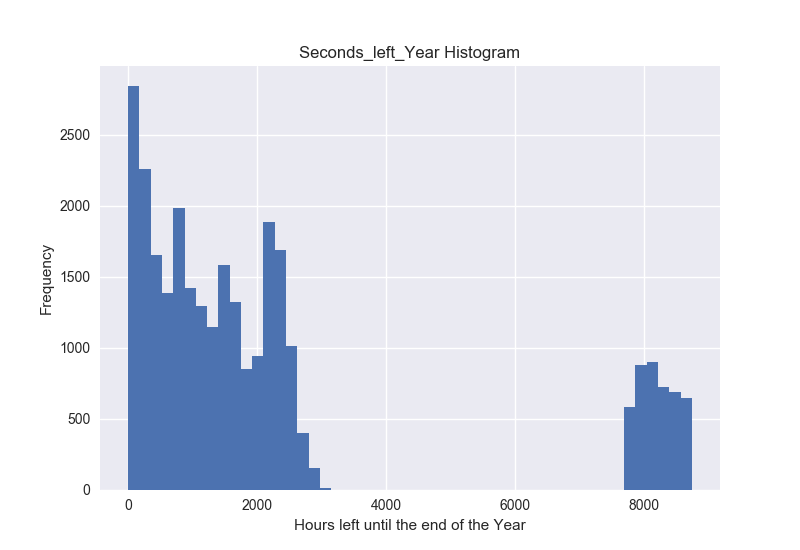 Seconds_left_Year Histogram
2500
2000
1500
1000
500
0
Frequency
0 2000 4000 6000 8000
Hours left until the end of the Year